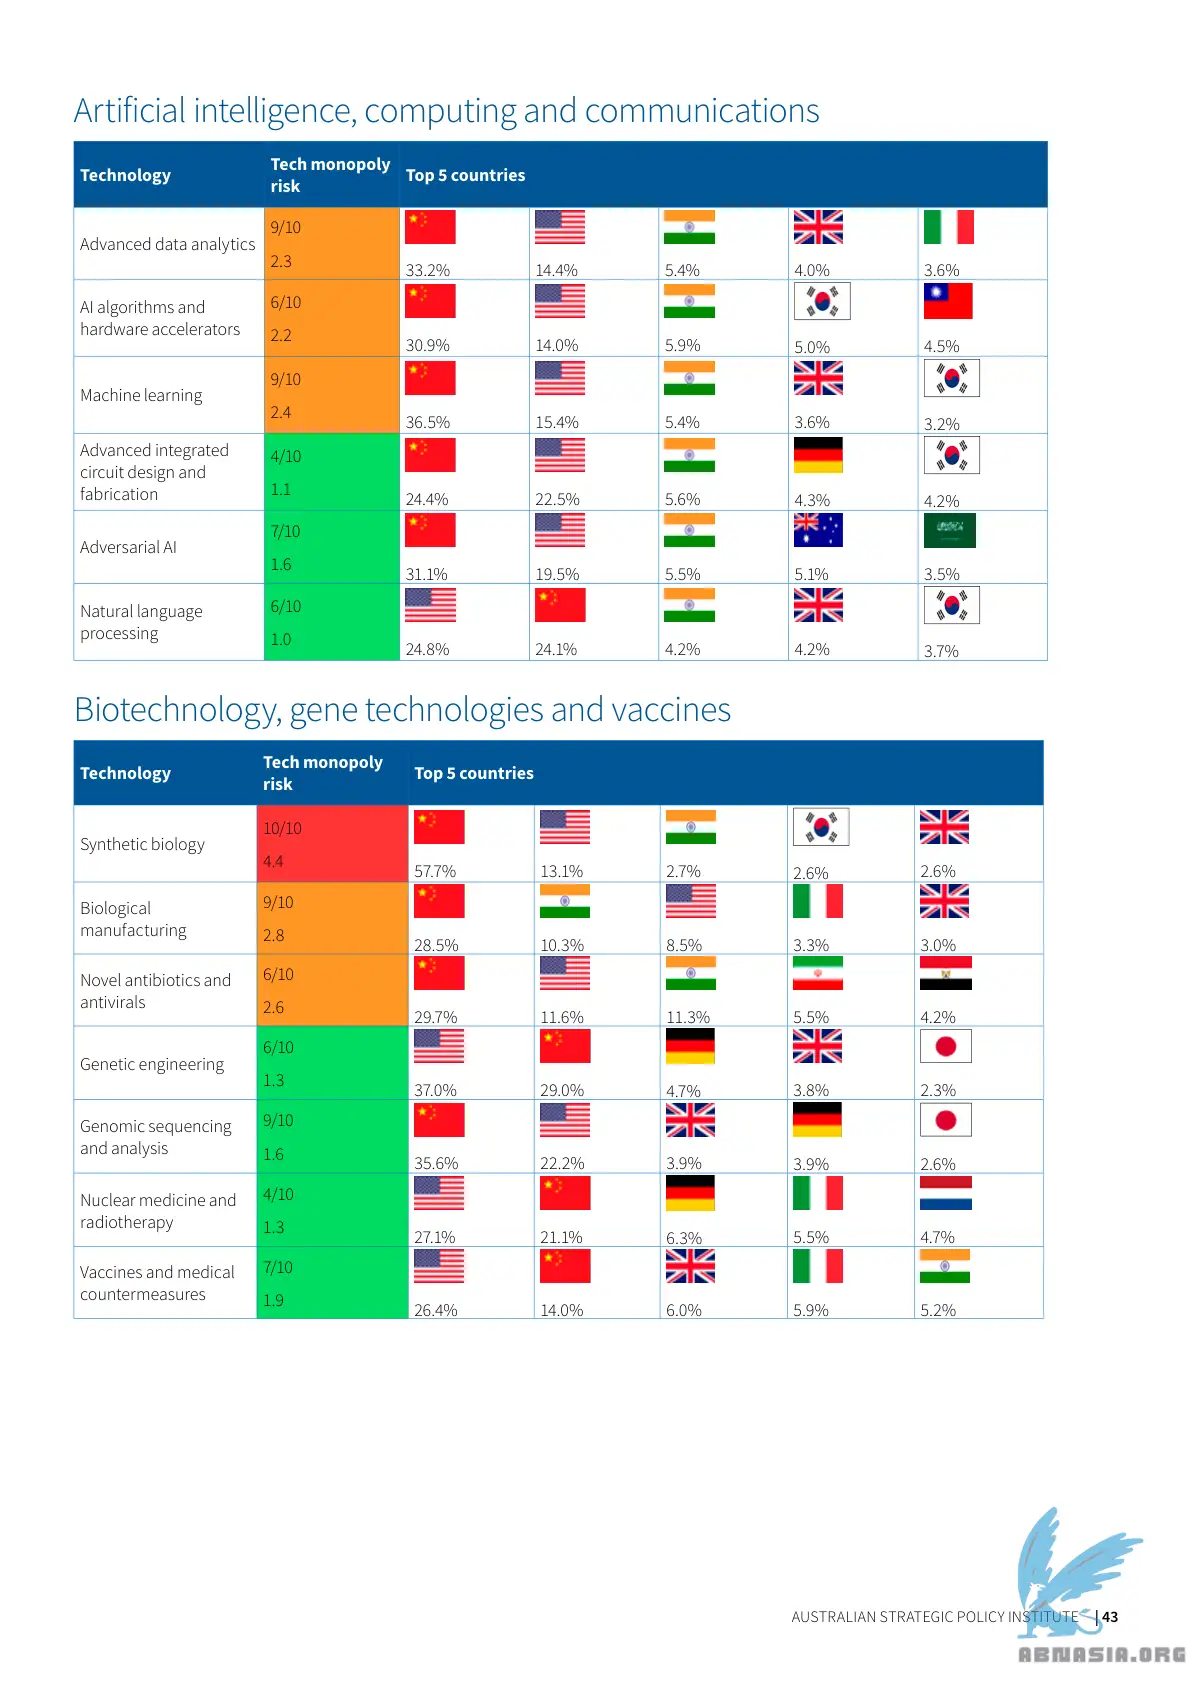 Artificial intelligence, computing and communications
Technology
Tech monopoly
risk
Top 5 countries
Advanced data analytics
9/10
2.3
33.2%
14.4%
5.4%
4.0%
3.6%
AI algorithms and
hardware accelerators
6/10
2.2
30.9%
14.0%
5.9%
5.0%
4.5%
Machine learning
9/10
2.4
36.5%
15.4%
5.4%
3.6%
3.2%
Advanced integrated
circuit design and
fabrication
4/10
1.1
24.4%
22.5%
5.6%
4.3%
4.2%
Adversarial AI
7/10
1.6
31.1%
19.5%
5.5%
5.1%
3.5%
Natural language
processing
6/10
1.0
24.8%
24.1%
4.2%
4.2%
3.7%
Biotechnology, gene technologies and vaccines
Technology
Tech monopoly
risk
Top 5 countries
Synthetic biology
10/10
4.4
57.7%
13.1%
2.7%
2.6%
2.6%
Biological
manufacturing
9/10
2.8
28.5%
10.3%
8.5%
3.3%
3.0%
Novel antibiotics and
antivirals
6/10
2.6
29.7%
11.6%
11.3%
5.5%
4.2%
Genetic engineering
6/10
1.3
37.0%
29.0%
4.7%
3.8%
2.3%
Genomic sequencing
and analysis
9/10
1.6
35.6%
22.2%
3.9%
3.9%
2.6%
Nuclear medicine and
radiotherapy
4/10
1.3
27.1%
21.1%
6.3%
5.5%
4.7%
Vaccines and medical
countermeasures
7/10
1.9
26.4%
14.0%
6.0%
5.9%
5.2%
AUSTRALIAN STRATEGIC POLICY INSTITUTE | 43
ABNASIA.ORG